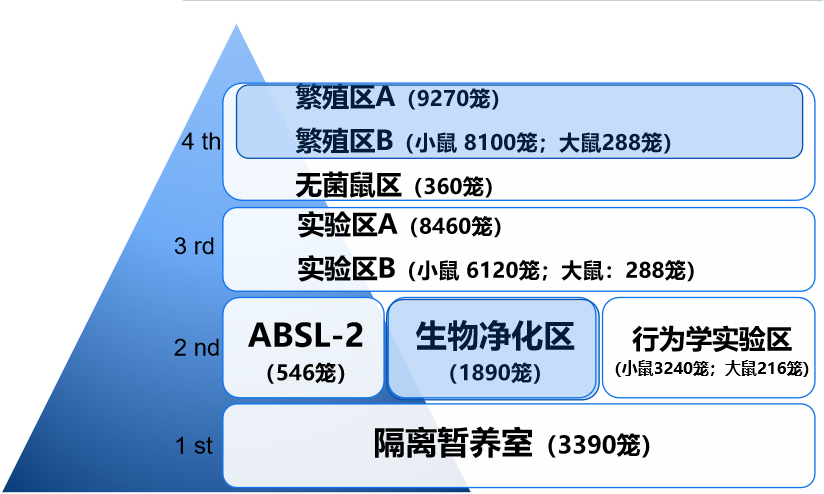 繁殖区A（9270笼）
4 th
繁殖区B（小鼠 8100笼；大鼠288笼）
无菌鼠区（360笼）
实验区A（8460笼）
3 rd
实验区B（小鼠 6120笼；大鼠：288笼）
2 nd
ABSL-2
（546笼）
生物净化区
（1890笼）
行为学实验区
（小鼠3240笼；大鼠216笼）
1 st
隔离暂养室（3390笼）